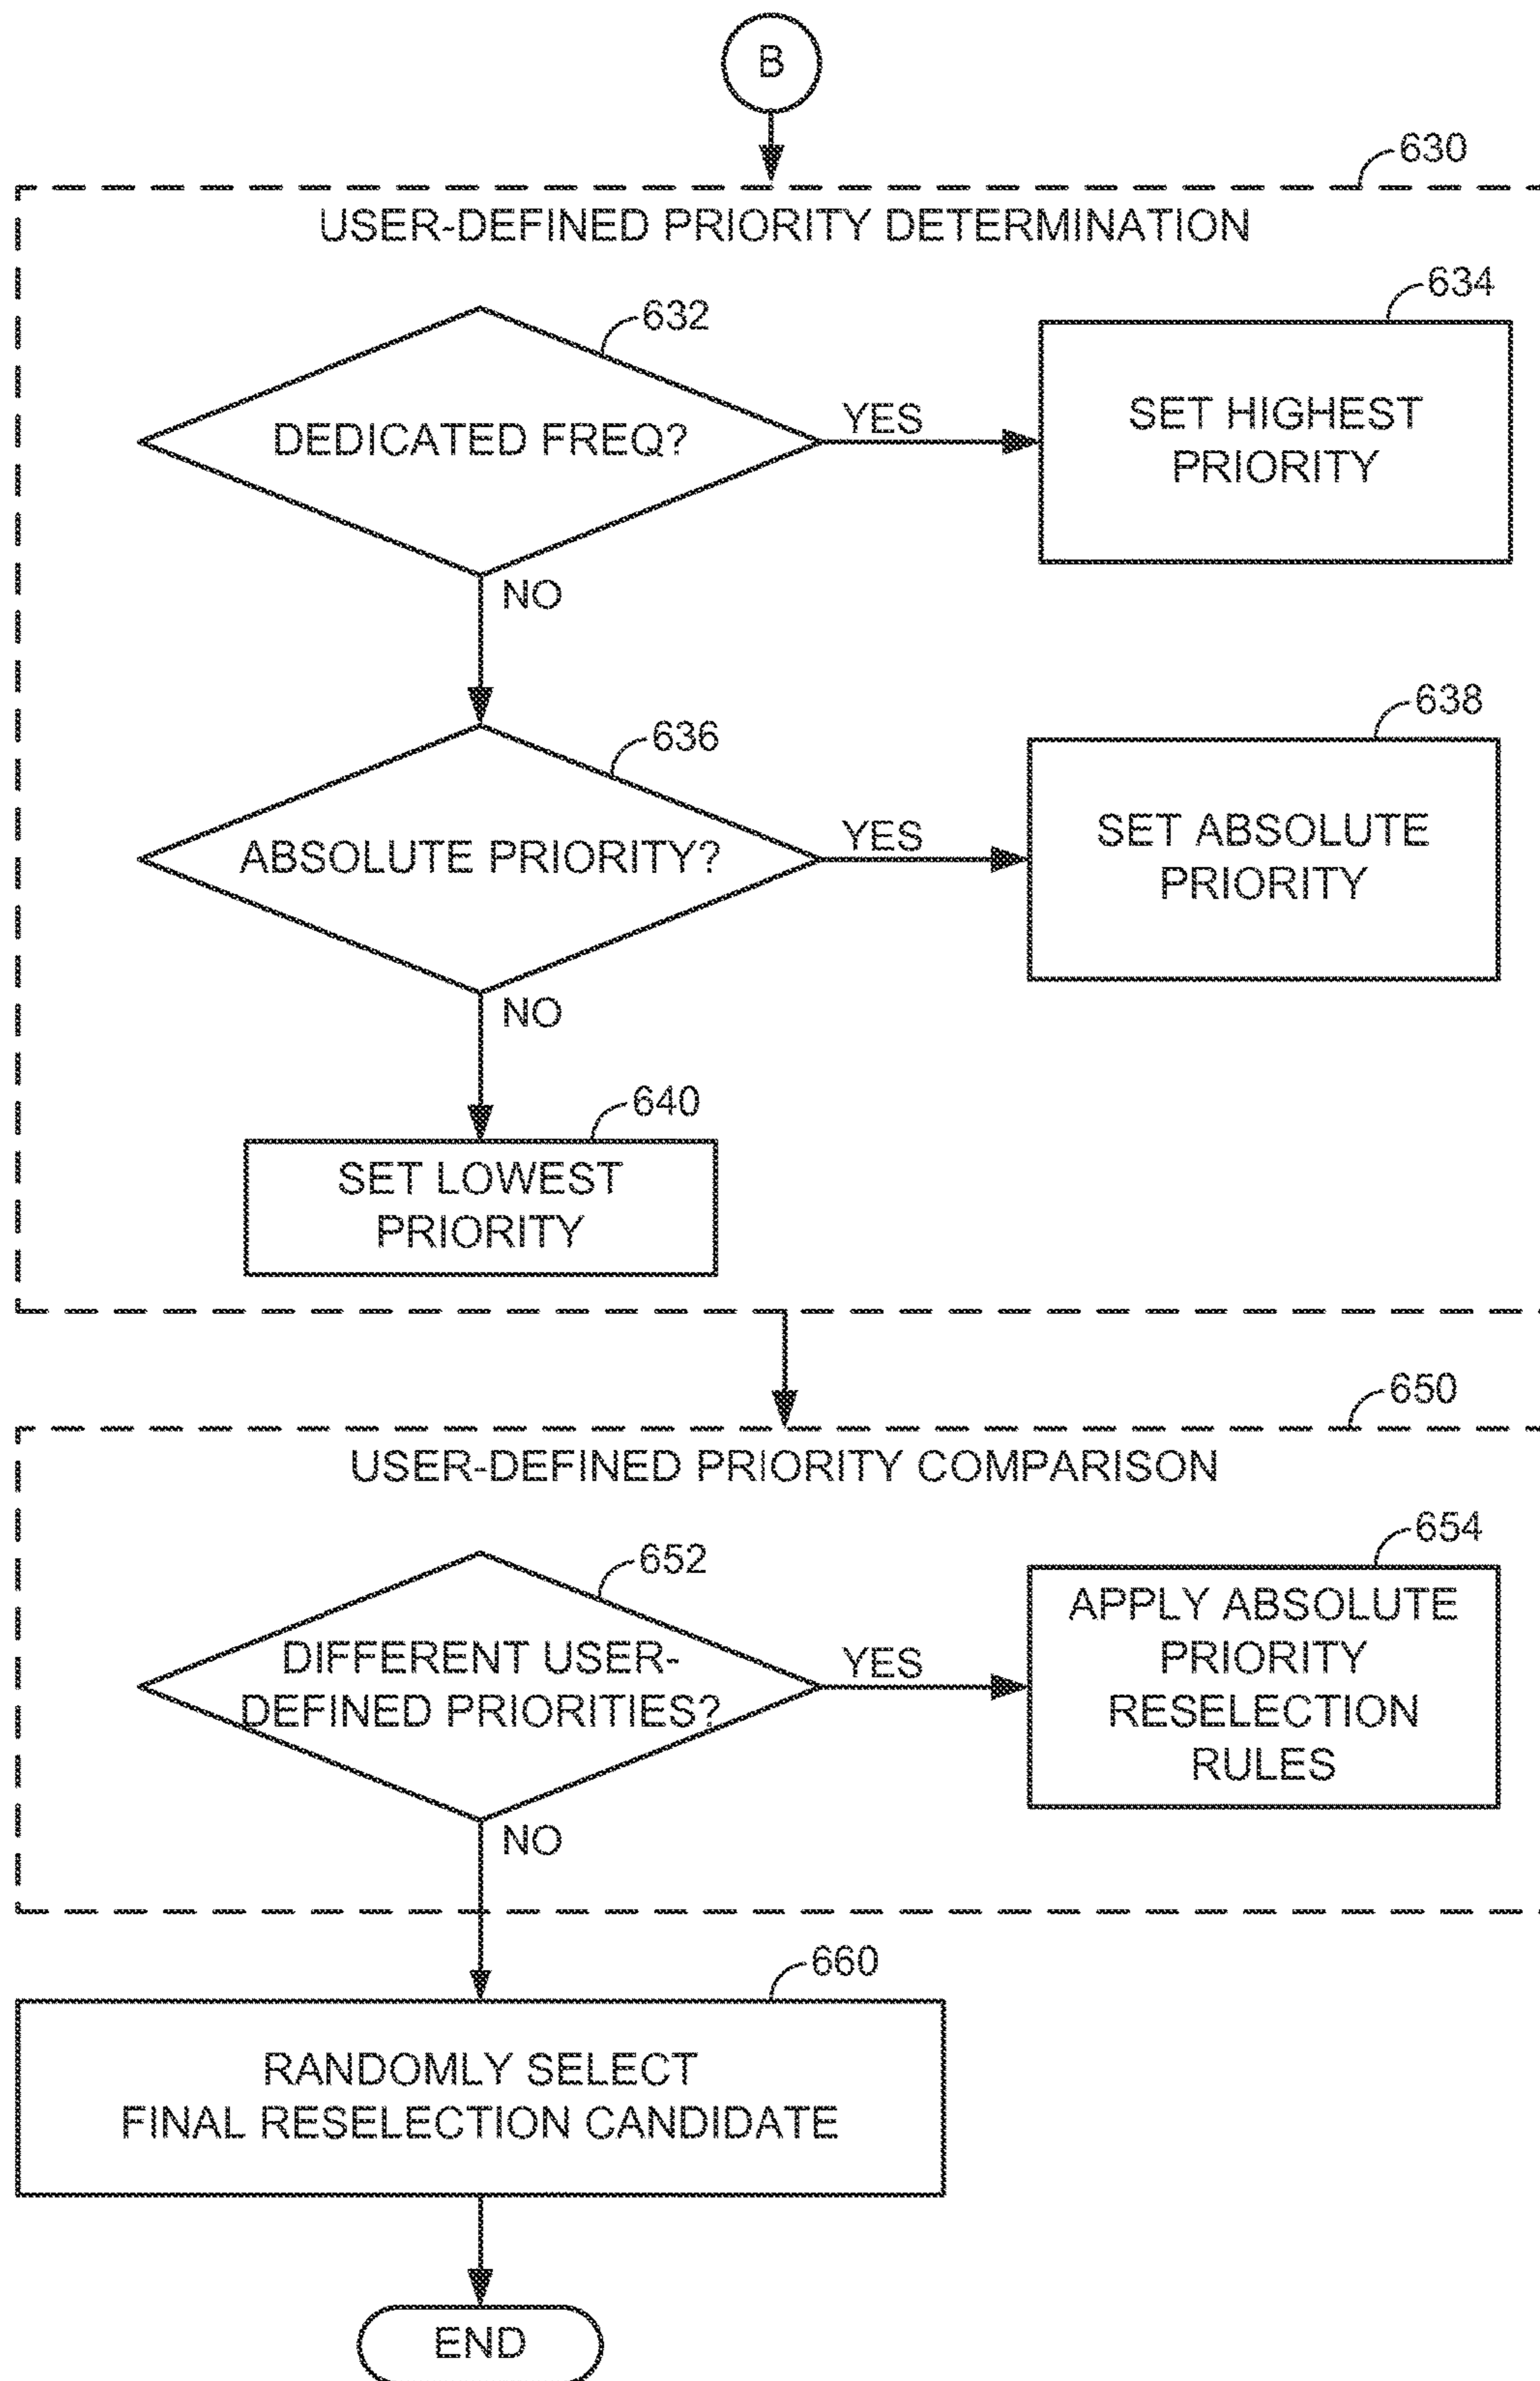 B
630
USER-DEFINED PRIORITY DETERMINATION
632
634
DEDICATED FREQ?
YES
SET HIGHEST
PRIORITY
NO
636
638
ABSOLUTE PRIORITY?
YES
SET ABSOLUTE
PRIORITY
NO
640
SET LOWEST
PRIORITY
650
USER-DEFINED PRIORITY COMPARISON
652
654
DIFFERENT USER-
DEFINED PRIORITIES?
YES
APPLY ABSOLUTE
PRIORITY
RESELECTION
RULES
NO
660
RANDOMLY SELECT
FINAL RESELECTION CANDIDATE
END